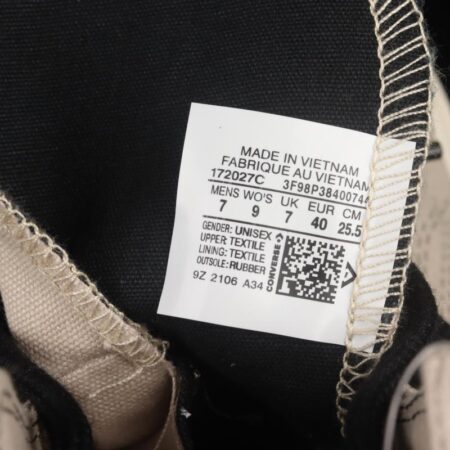 MADE IN VIETNAM
FABRIQUE AU VIETNAM
172027C 3F98P3840074
MENS WO'S UK EUR CM
7 9 7 40 25.5
GENDER: UNISEX
UPPER: TEXTILE
LINING: TEXTILE
OUTSOLE: RUBBER
9Z 2106 A34
CONVERSE